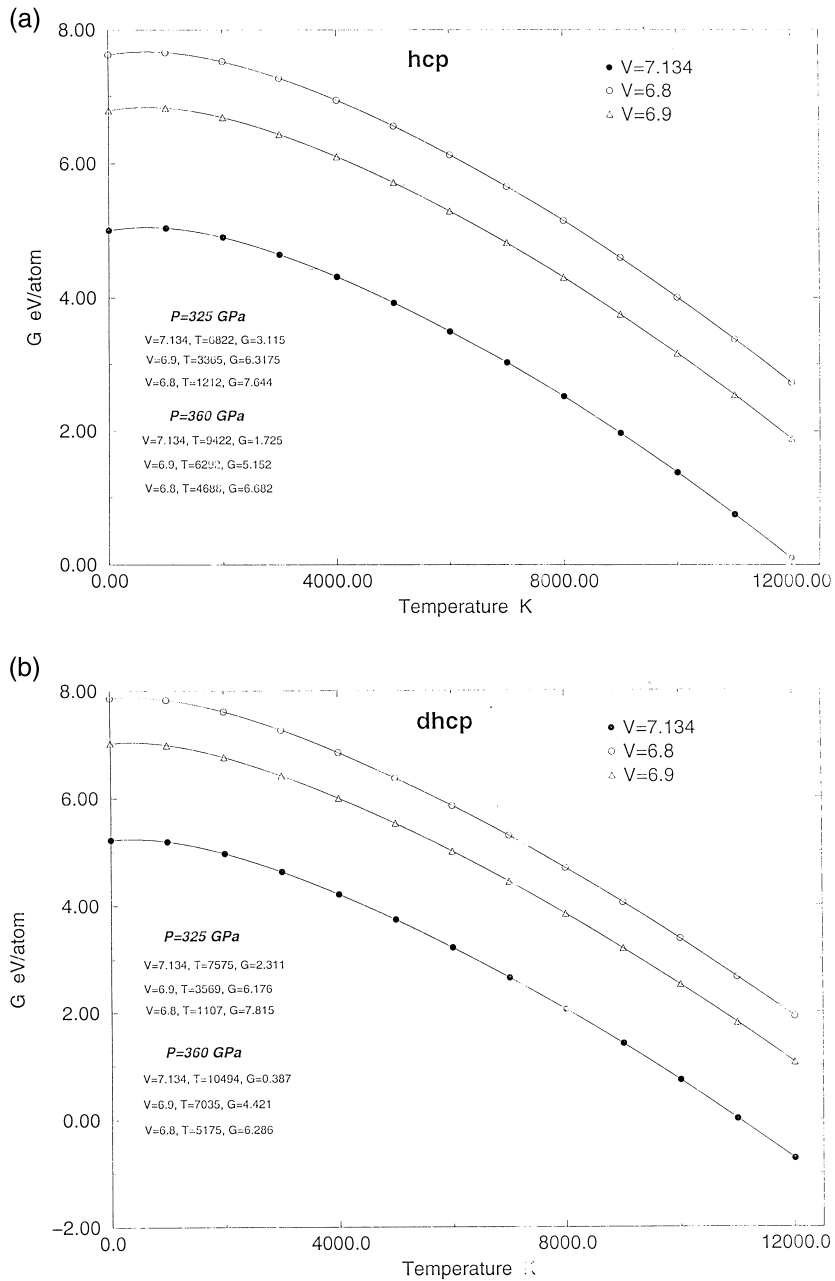 (a)
8.00
hcp
V=7.134
V=6.8
V=6.9
6.00
4.00
G eV/atom
P=325 GPa
V=7.134, T=6822, G=3.115
V=6.9, T=3365, G=6.3175
V=6.8, T=1212, G=7.644
P=360 GPa
V=7.134, T=9422, G=1.725
V=6.9, T=6292, G=5.152
V=6.8, T=4688, G=6.682
2.00
0.00
0.00 4000.00 8000.00 12000.00
Temperature K
(b)
8.00
dhcp
V=7.134
V=6.8
V=6.9
6.00
4.00
G eV/atom
P=325 GPa
V=7.134, T=7575, G=2.311
V=6.9, T=3569, G=6.176
V=6.8, T=1107, G=7.815
2.00
P=360 GPa
V=7.134, T=10494, G=0.387
V=6.9, T=7035, G=4.421
V=6.8, T=5175, G=6.286
0.00
-2.00
0.0 4000.0 8000.0 12000.0
Temperature K